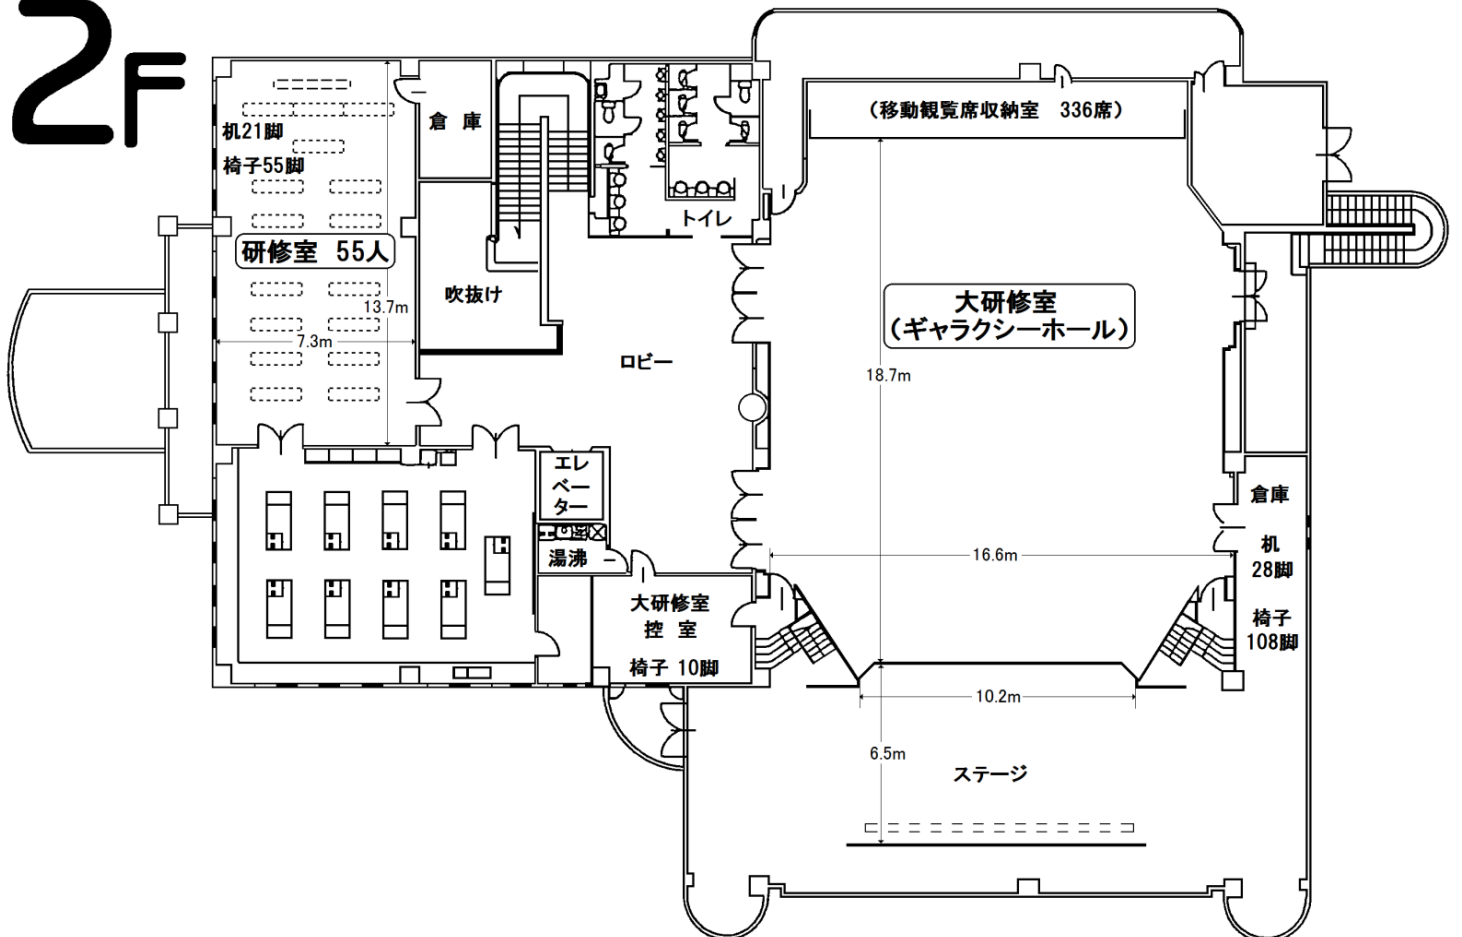 2F
(移動観覧席収納室 336席)
倉 庫
机21脚
椅子55脚
トイレ
研修室 55人
吹抜け
13.7m
7.3m
大研修室
(ギャラクシーホール)
ロビー
18.7m
エレ
ベー
ター
倉庫
机
28脚
椅子
108脚
湯沸
16.6m
大研修室
控 室
椅子 10脚
10.2m
6.5m
ステージ